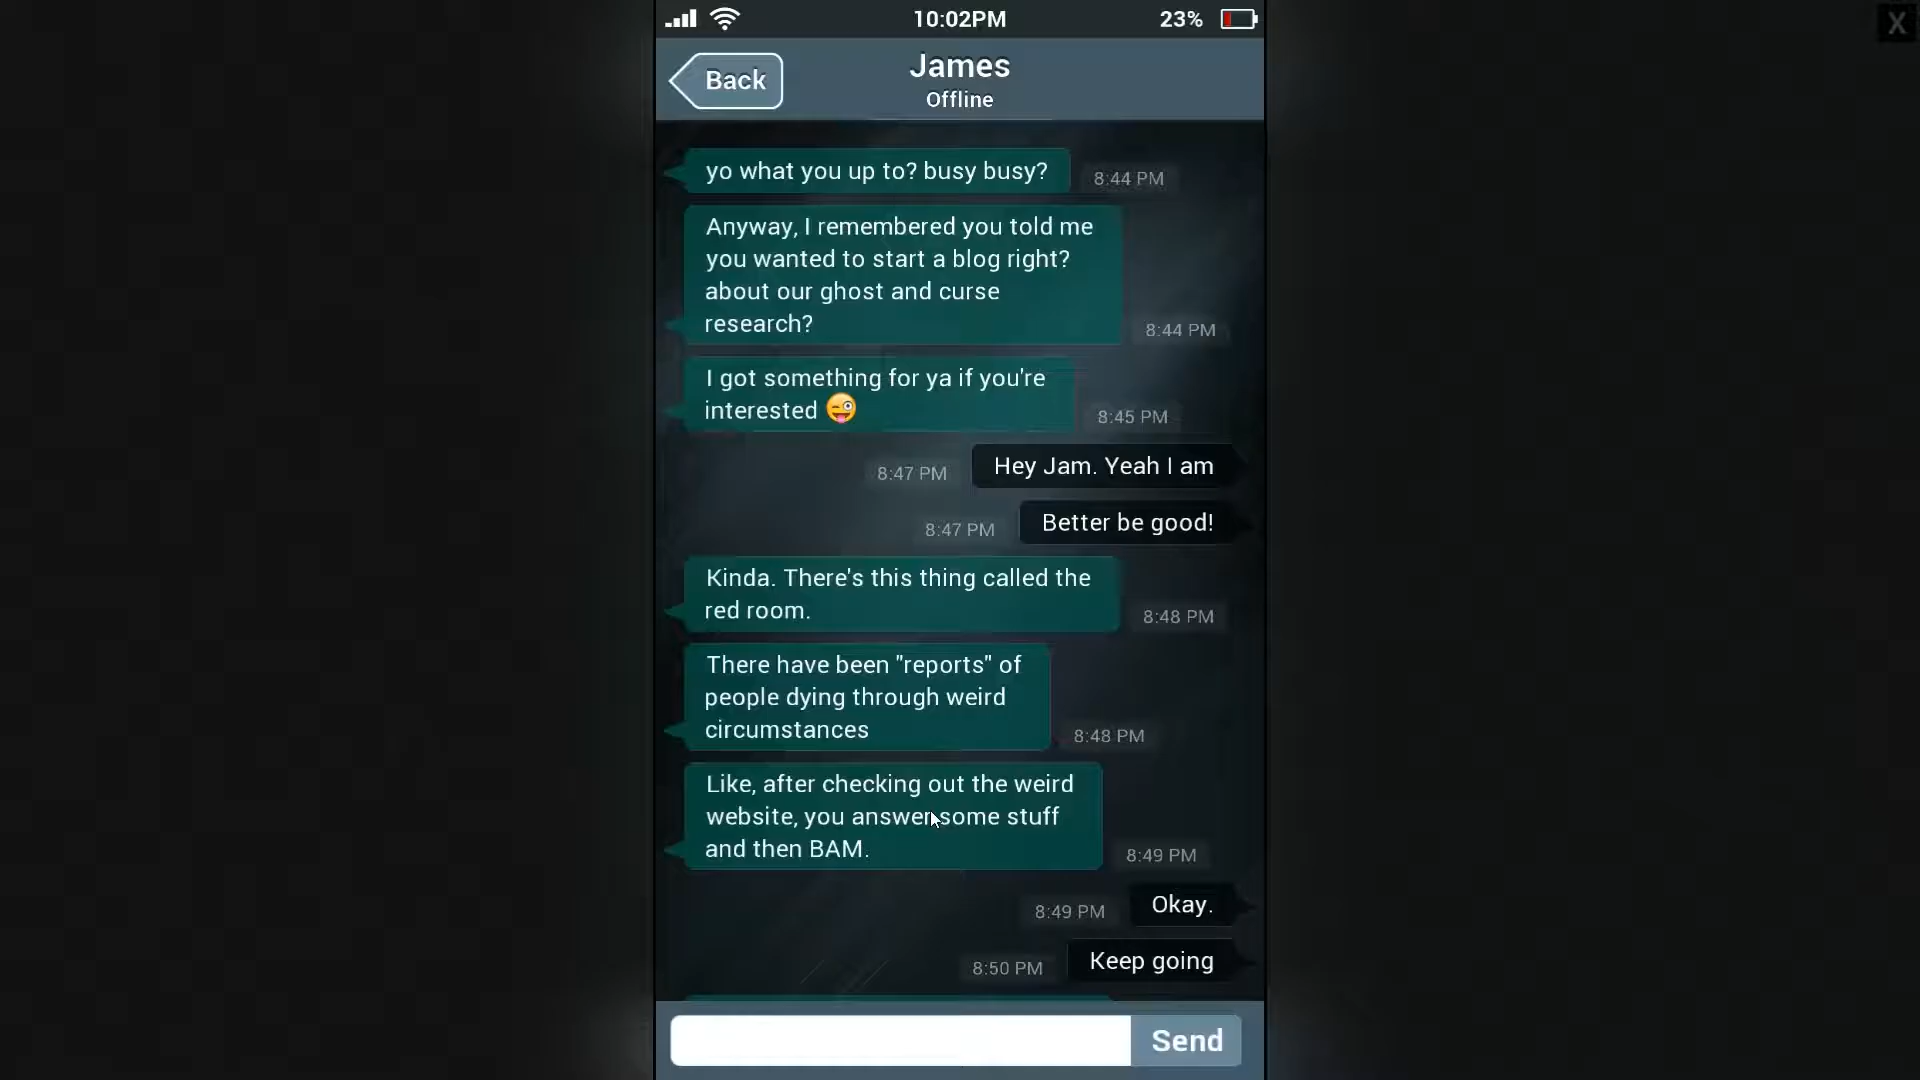 10:02PM
23%
X
Back
James
Offline
yo what you up to? busy busy?
8:44 PM
Anyway, I remembered you told me
you wanted to start a blog right?
about our ghost and curse
research?
8:44 PM
I got something for ya if you're
interested 😜
8:45 PM
Hey Jam. Yeah I am
8:47 PM
Better be good!
8:47 PM
Kinda. There's this thing called the
red room.
8:48 PM
There have been "reports" of
people dying through weird
circumstances
8:48 PM
Like, after checking out the weird
website, you answer some stuff
and then BAM.
8:49 PM
Okay.
8:49 PM
Keep going
8:50 PM
Send